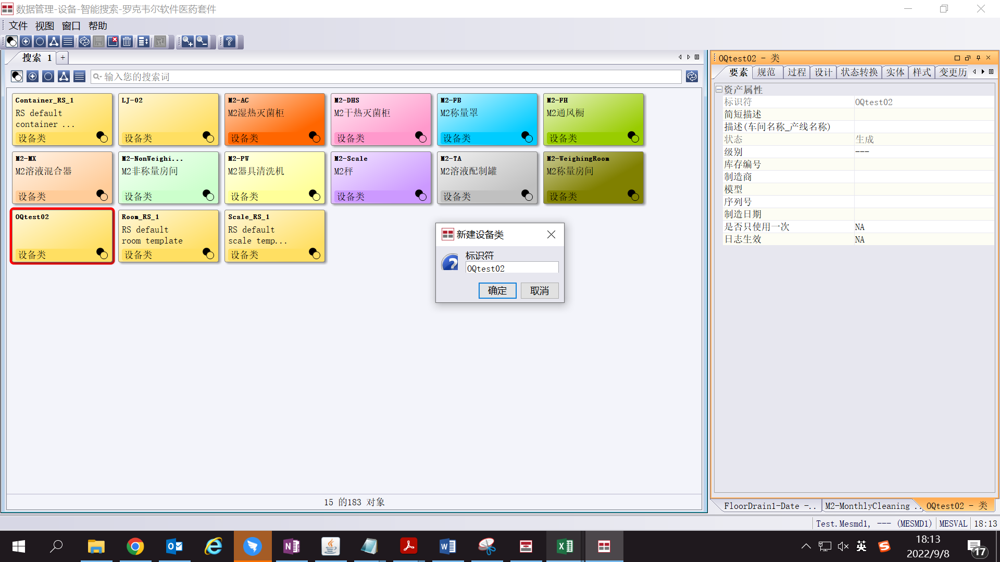 数据管理-设备-智能搜索-罗克韦尔软件医药套件
文件 视图 窗口 帮助
搜索 1 +
输入您的搜索词
Container_RS_1
RS default
container ...
设备类
LJ-02
设备类
M2-AC
M2湿热灭菌柜
设备类
M2-DHS
M2干热灭菌柜
设备类
M2-FB
M2称量罩
设备类
M2-FH
M2通风橱
设备类
M2-MX
M2溶液混合器
设备类
M2-NonWeighi...
M2非称量房间
设备类
M2-PW
M2器具清洗机
设备类
M2-Scale
M2秤
设备类
M2-TA
M2溶液配制罐
设备类
M2-WeighingRoom
M2称量房间
设备类
OQtest02
设备类
Room_RS_1
RS default
room template
设备类
Scale_RS_1
RS default
scale temp...
设备类
新建设备类
标识符
OQtest02
确定 取消
15 的183 对象
OQtest02 - 类
要素 规范 过程 设计 状态转换 实体 样式 变更历
资产属性
标识符 OQtest02
简短描述
描述(车间名称_产线名称)
状态 生成
级别 ---
库存编号
制造商
模型
序列号
制造日期
是否只使用一次 NA
日志生效 NA
FloorDrain1-Date -.. M2-MonthlyCleaning .. OQtest02 - 类
Test.Mesmd1, --- (MESMD1) MESVAL 18:13
英
18:13
2022/9/8
17